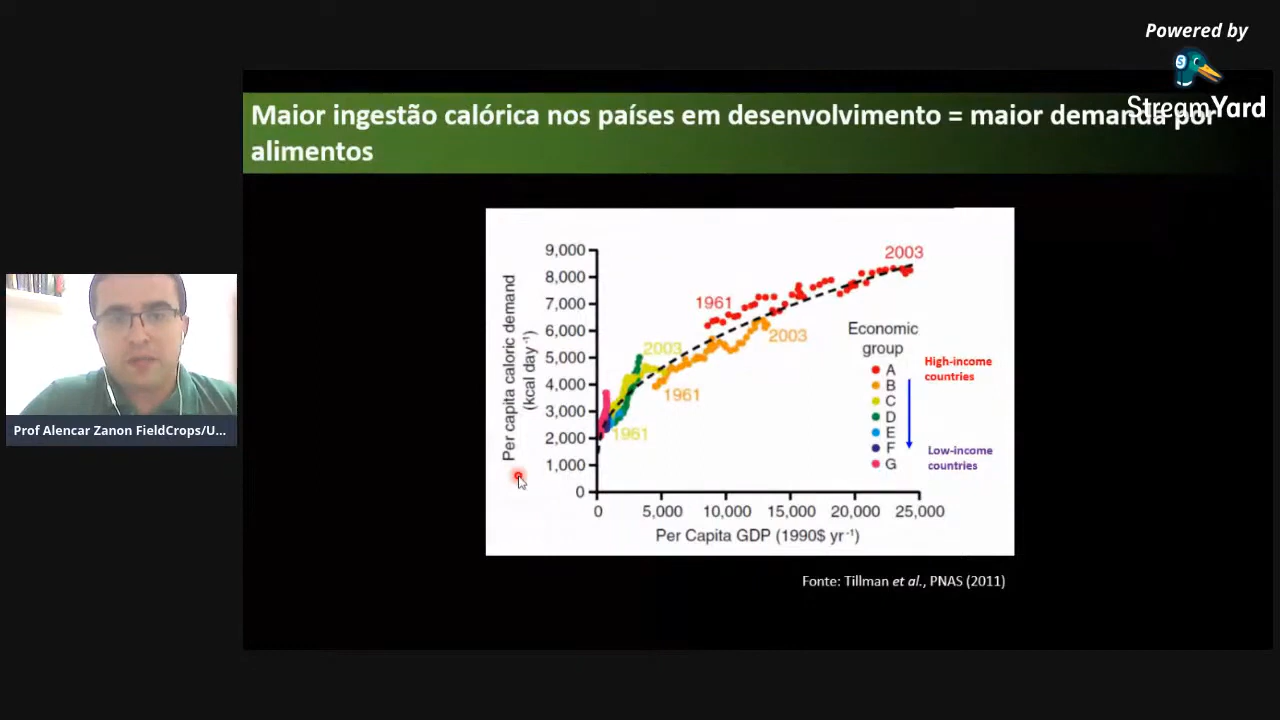 Powered by
StreamYard
Maior ingestão calórica nos países em desenvolvimento = maior demanda por
alimentos
9,000
8,000
7,000
6,000
5,000
4,000
3,000
2,000
1,000
0
Per capita caloric demand
(kcal day⁻¹)
2003
1961
2003
1961
2003
1961
Economic
group
A
B
C
D
E
F
G
High-income
countries
Low-income
countries
0 5,000 10,000 15,000 20,000 25,000
Per Capita GDP (1990$ yr⁻¹)
Fonte: Tillman et al., PNAS (2011)
Prof Alencar Zanon FieldCrops/U...